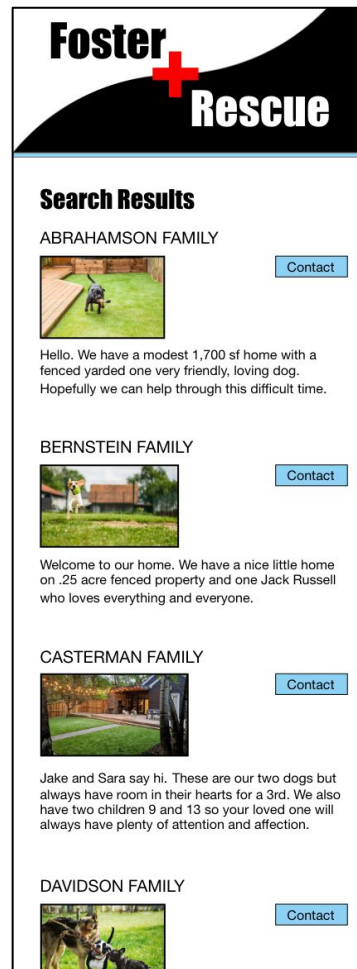 Foster
Rescue
Search Results
ABRAHAMSON FAMILY
Contact
Hello. We have a modest 1,700 sf home with a
fenced yarded one very friendly, loving dog.
Hopefully we can help through this difficult time.
BERNSTEIN FAMILY
Contact
Welcome to our home. We have a nice little home
on .25 acre fenced property and one Jack Russell
who loves everything and everyone.
CASTERMAN FAMILY
Contact
Jake and Sara say hi. These are our two dogs but
always have room in their hearts for a 3rd. We also
have two children 9 and 13 so your loved one will
always have plenty of attention and affection.
DAVIDSON FAMILY
Contact